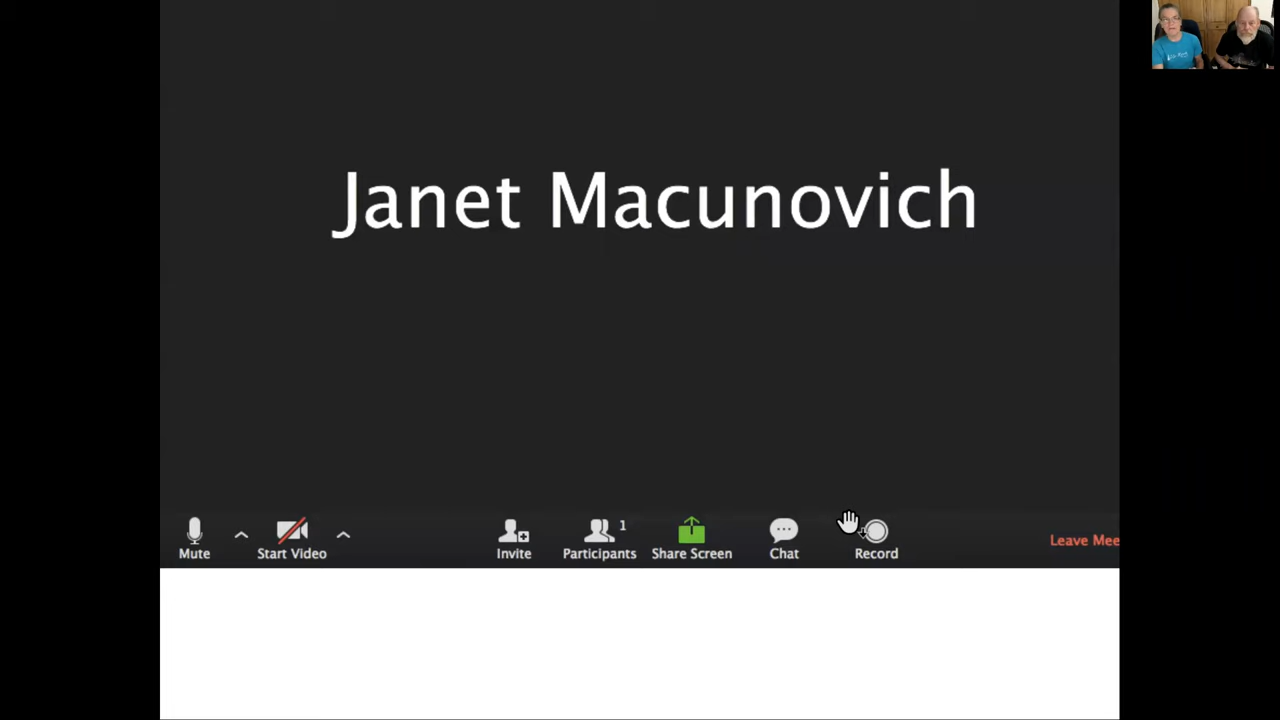 Janet Macunovich
1
Mute
Start Video
Invite
Participants
Share Screen
Chat
Record
Leave Mee